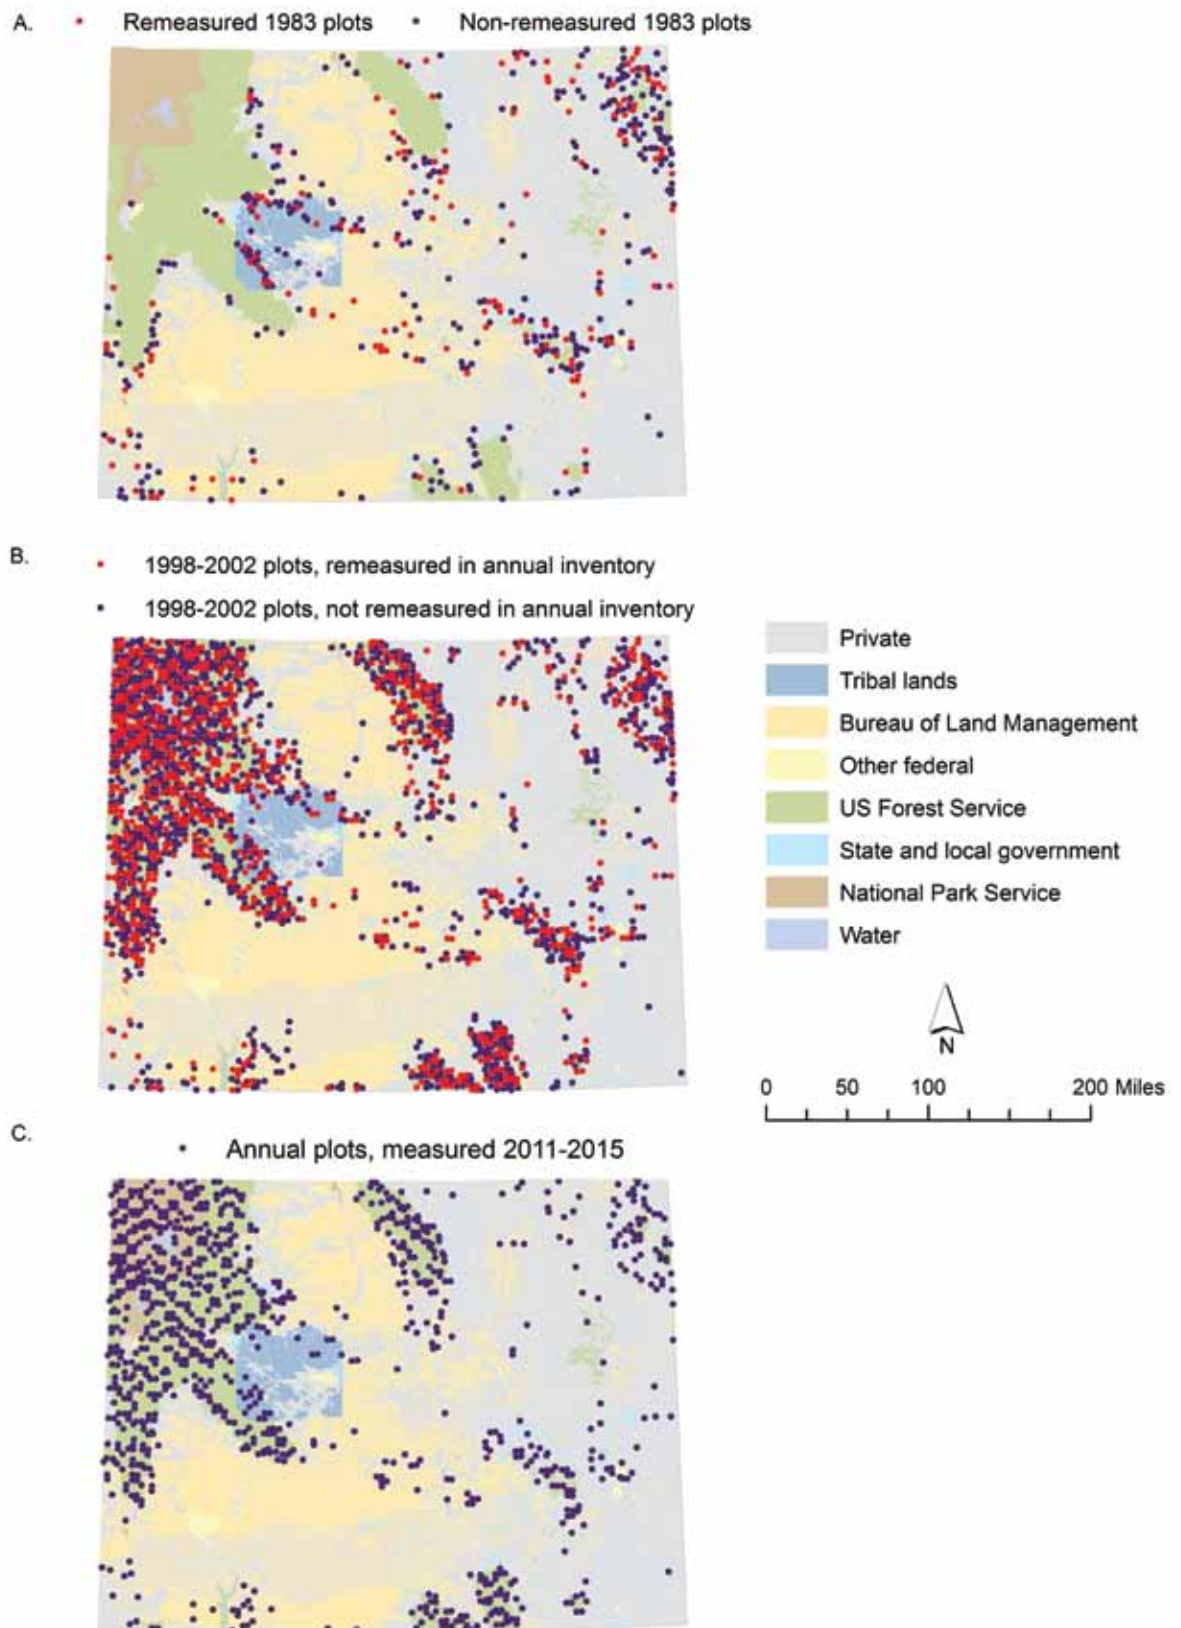 A. Remeasured 1983 plots Non-remeasured 1983 plots
B. 1998-2002 plots, remeasured in annual inventory
1998-2002 plots, not remeasured in annual inventory
Private
Tribal lands
Bureau of Land Management
Other federal
US Forest Service
State and local government
National Park Service
Water
N
0 50 100 200 Miles
C. Annual plots, measured 2011-2015